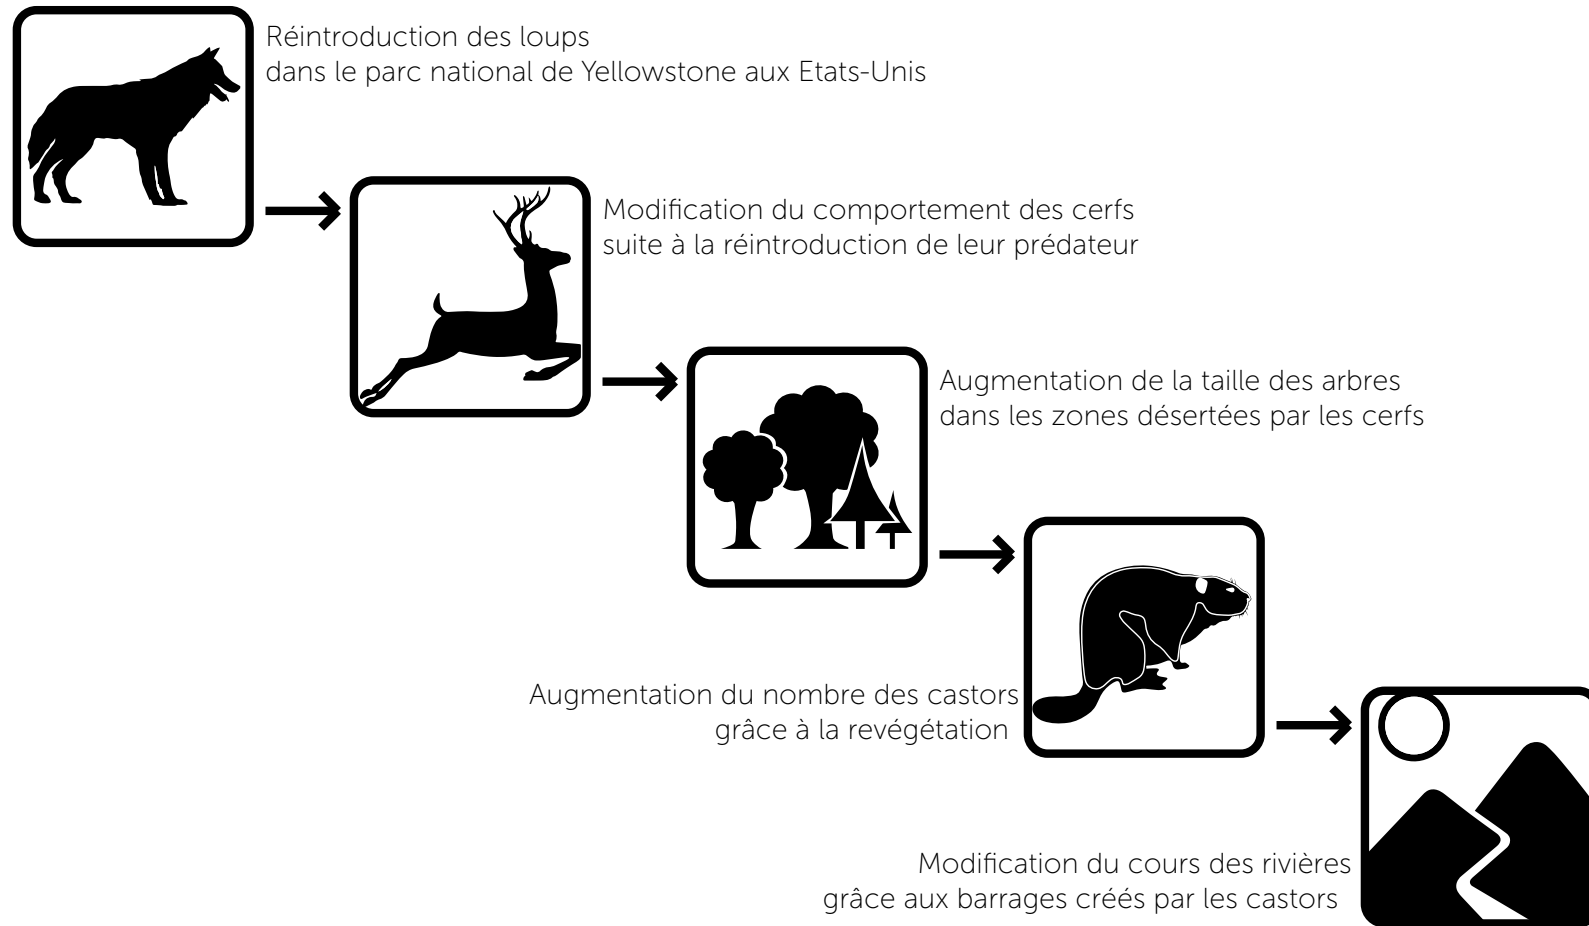 Réintroduction des loups
dans le parc national de Yellowstone aux Etats-Unis
Modification du comportement des cerfs
suite à la réintroduction de leur prédateur
Augmentation de la taille des arbres
dans les zones désertées par les cerfs
Augmentation du nombre des castors
grâce à la revégétation
Modification du cours des rivières
grâce aux barrages créés par les castors